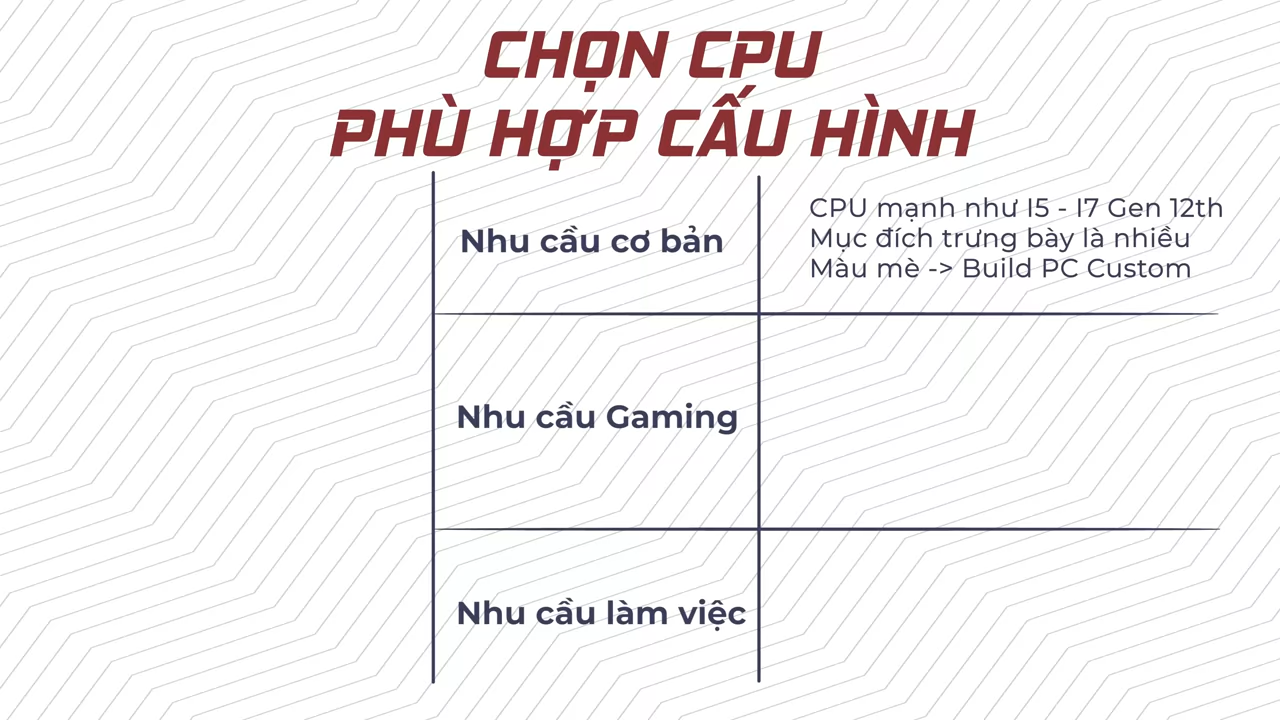 CHỌN CPU
PHÙ HỢP CẤU HÌNH
Nhu cầu cơ bản
CPU mạnh như I5 - I7 Gen 12th
Mục đích trưng bày là nhiều
Màu mè -> Build PC Custom
Nhu cầu Gaming
Nhu cầu làm việc